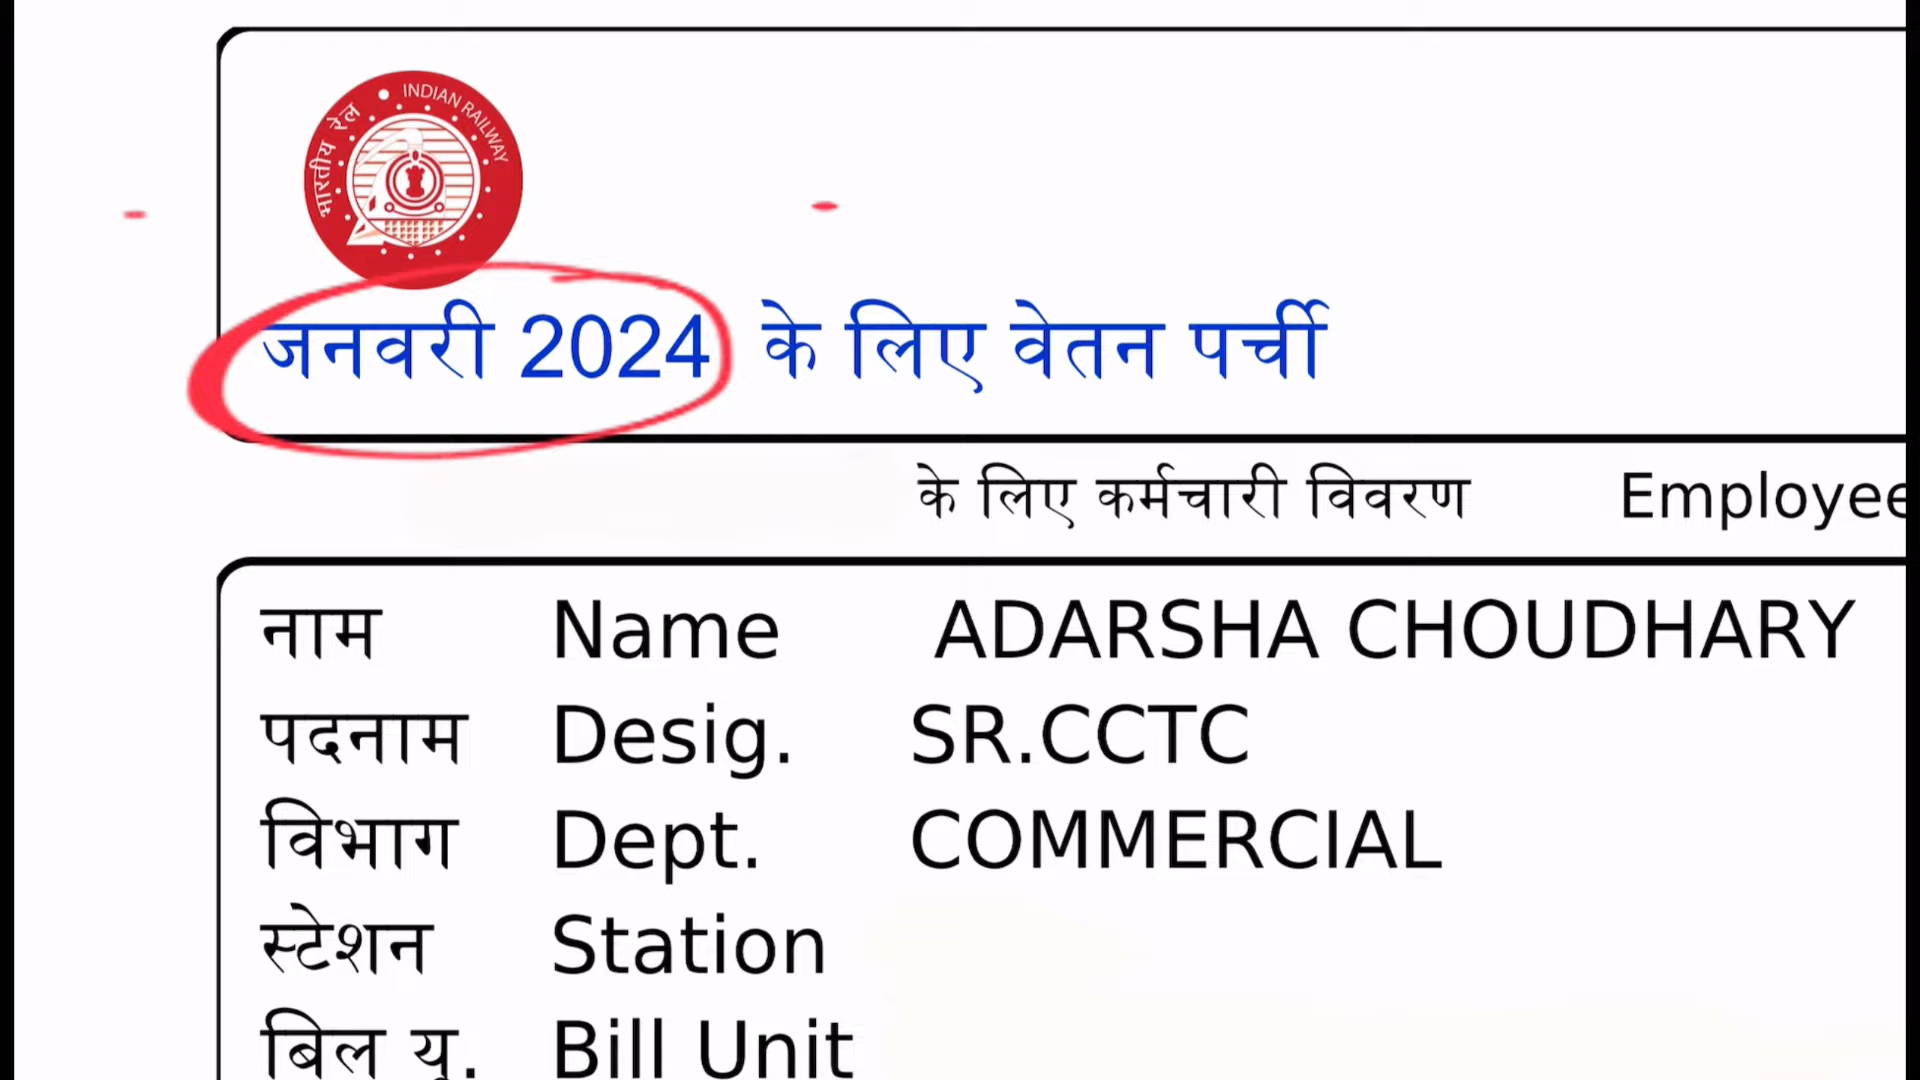 भारतीय रेल
INDIAN RAILWAY
जनवरी 2024 के लिए वेतन पर्ची
के लिए कर्मचारी विवरण Employee
नाम Name ADARSHA CHOUDHARY
पदनाम Desig. SR.CCTC
विभाग Dept. COMMERCIAL
स्टेशन Station
बिल यू. Bill Unit